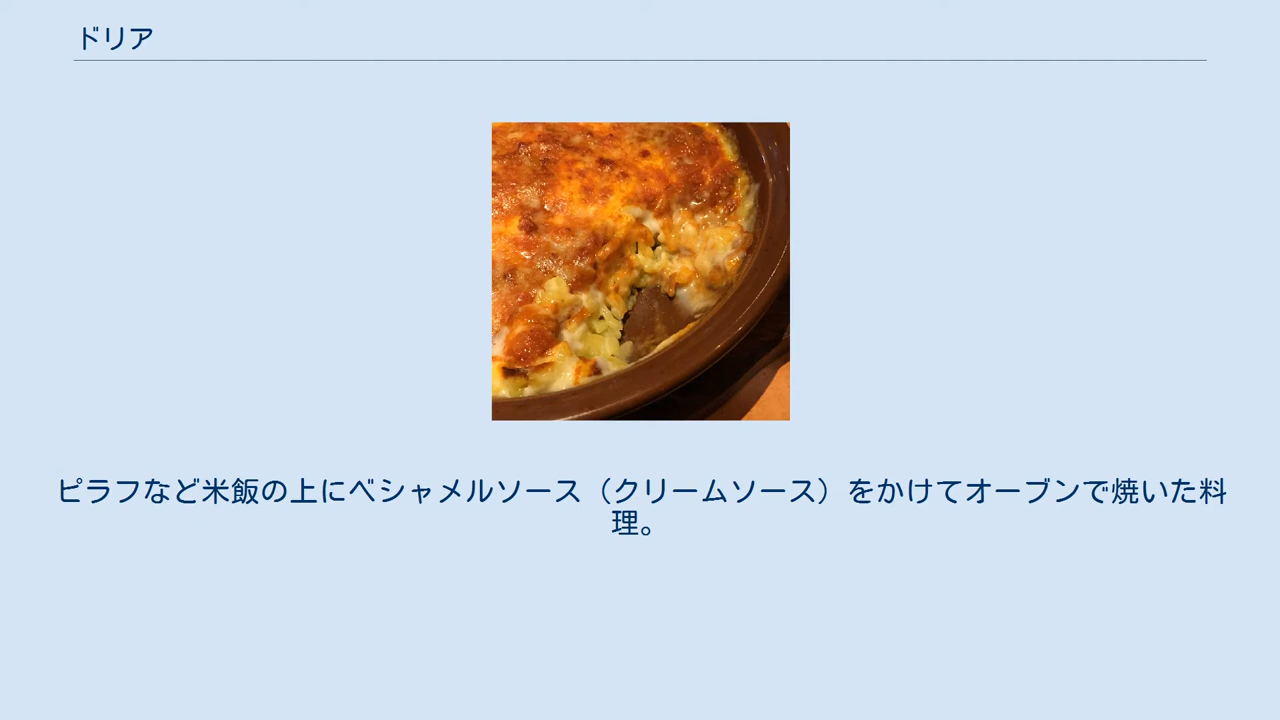 ドリア
ピラフなど米飯の上にベシャメルソース（クリームソース）をかけてオーブンで焼いた料
理。